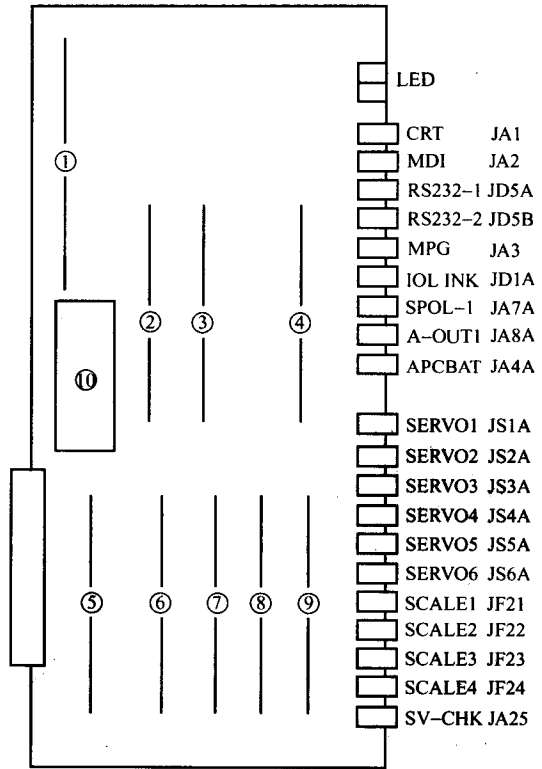 LED
CRT JA1
① MDI JA2
RS232-1 JD5A
RS232-2 JD5B
MPG JA3
IOL INK JD1A
SPOL-1 JA7A
② ③ ④ A-OUT1 JA8A
⑩ APCBAT JA4A
SERVO1 JS1A
SERVO2 JS2A
SERVO3 JS3A
SERVO4 JS4A
SERVO5 JS5A
SERVO6 JS6A
⑤ ⑥ ⑦ ⑧ ⑨ SCALE1 JF21
SCALE2 JF22
SCALE3 JF23
SCALE4 JF24
SV-CHK JA25